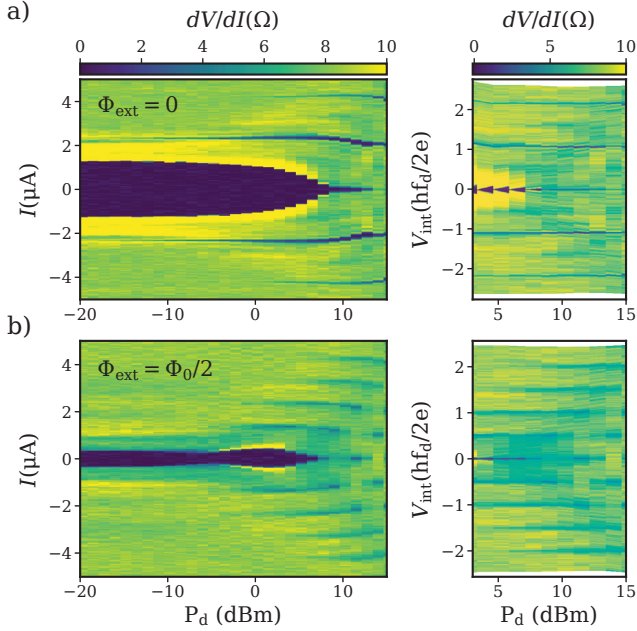 a)
dV/dI(Ω)
0 2 4 6 8 10
Φext = 0
I(µA)
4
2
0
−2
−4
−20 −10 0 10
dV/dI(Ω)
0 5 10
Vint(hfd/2e)
2
1
0
−1
−2
5 10 15
b)
Φext = Φ0/2
I(µA)
4
2
0
−2
−4
−20 −10 0 10
Pd (dBm)
Vint(hfd/2e)
2
1
0
−1
−2
5 10 15
Pd (dBm)